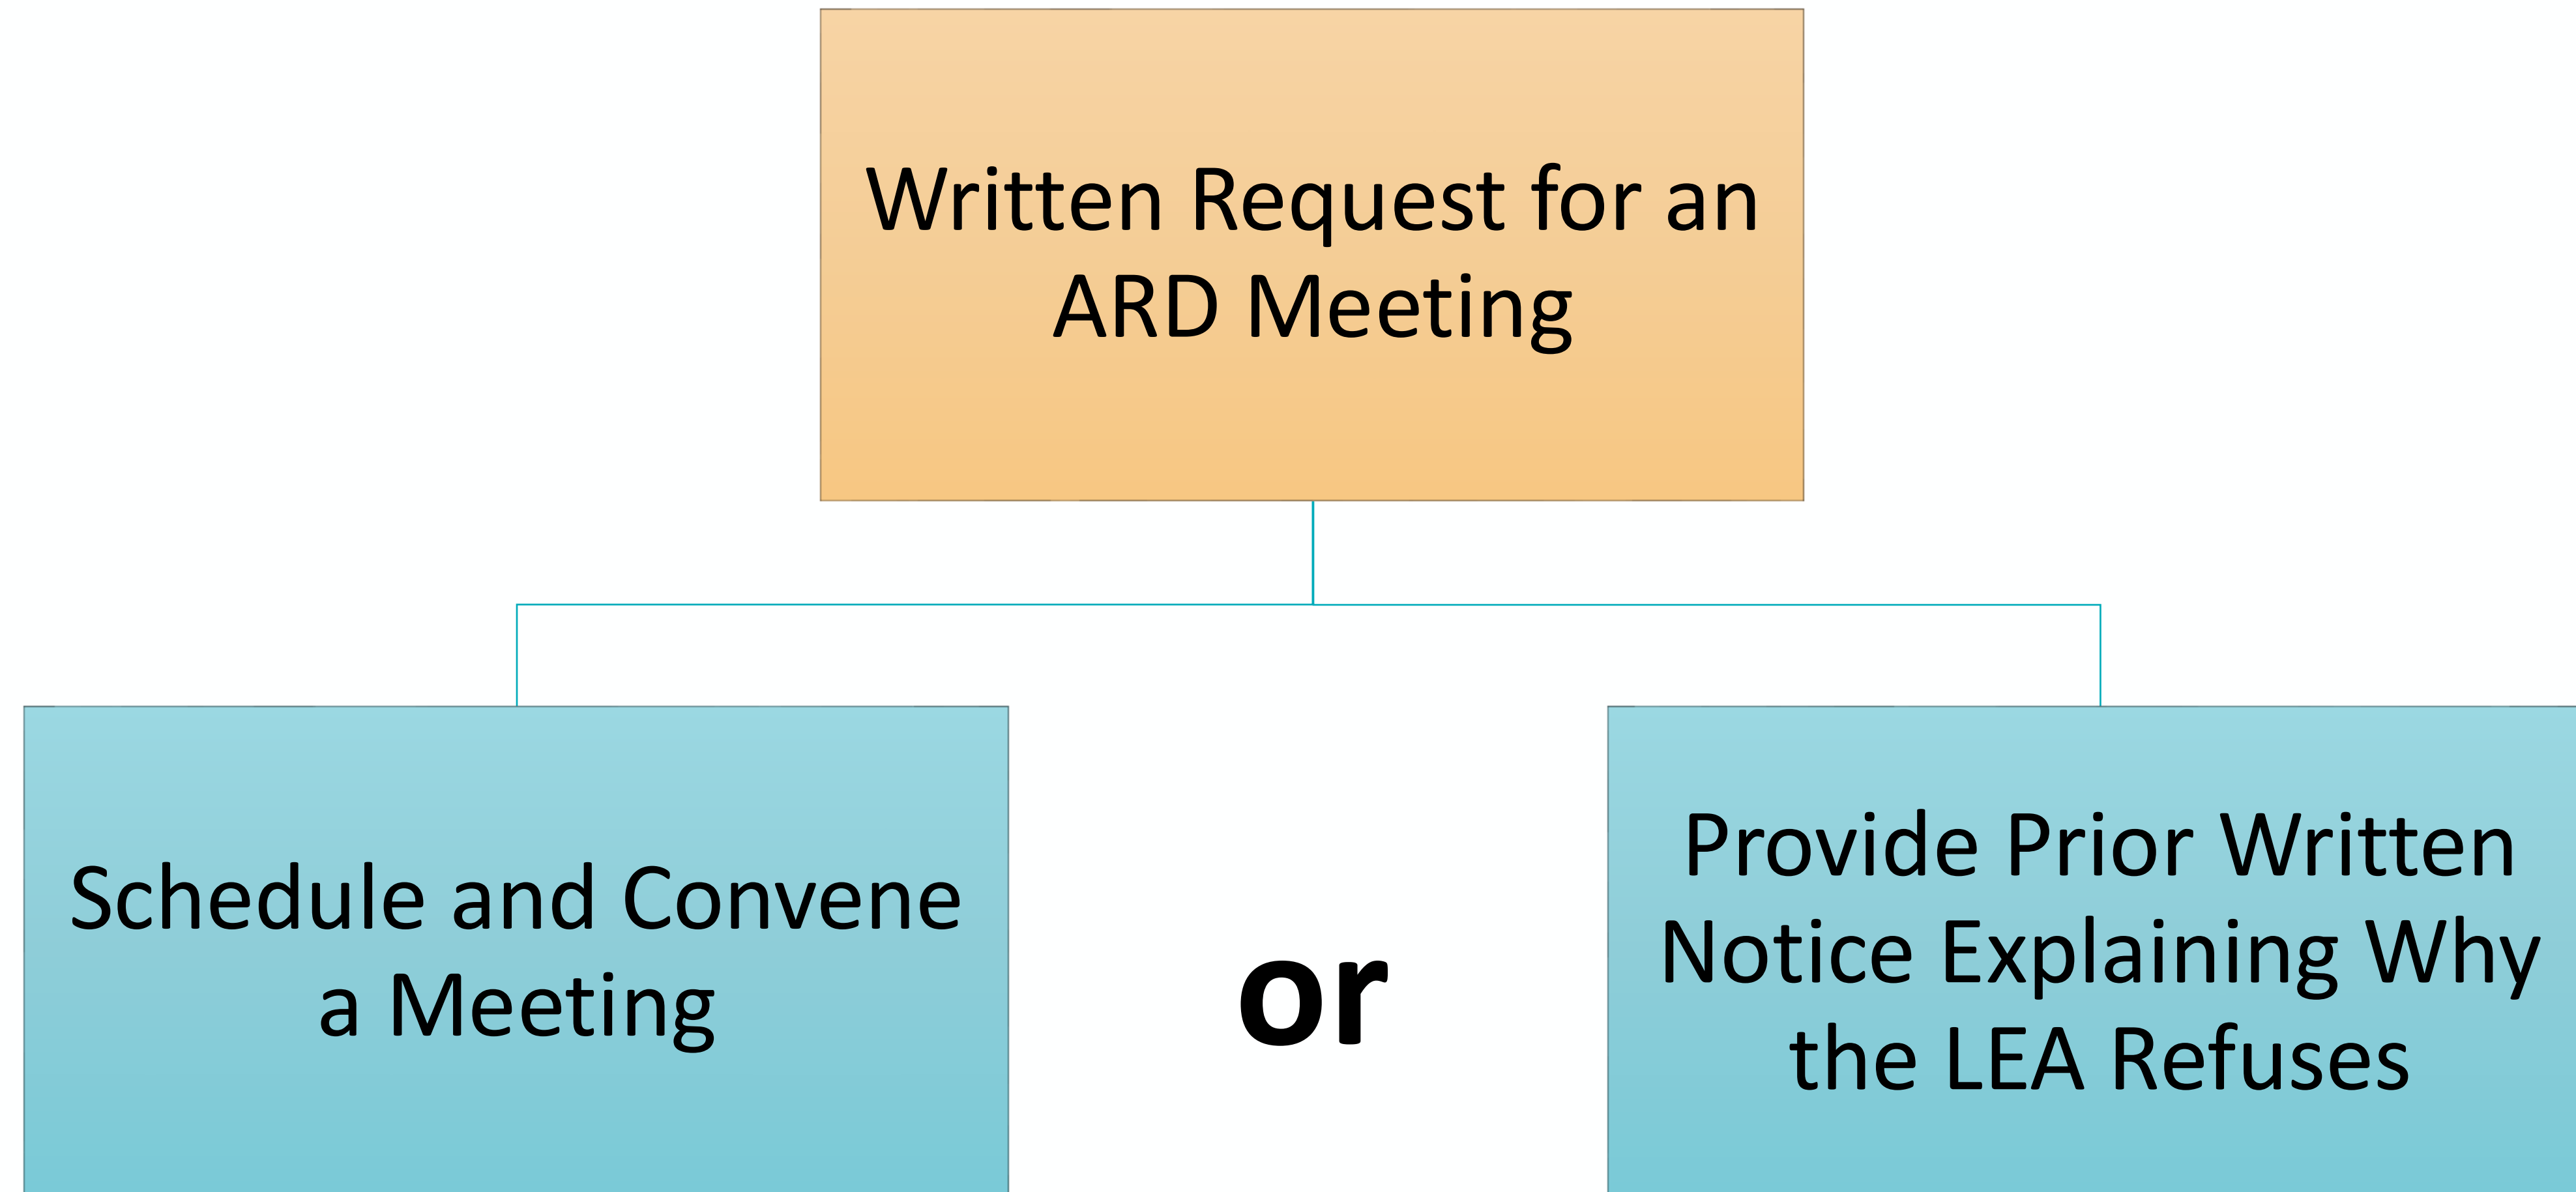 Written Request for an
ARD Meeting
Schedule and Convene
a Meeting
or
Provide Prior Written
Notice Explaining Why
the LEA Refuses